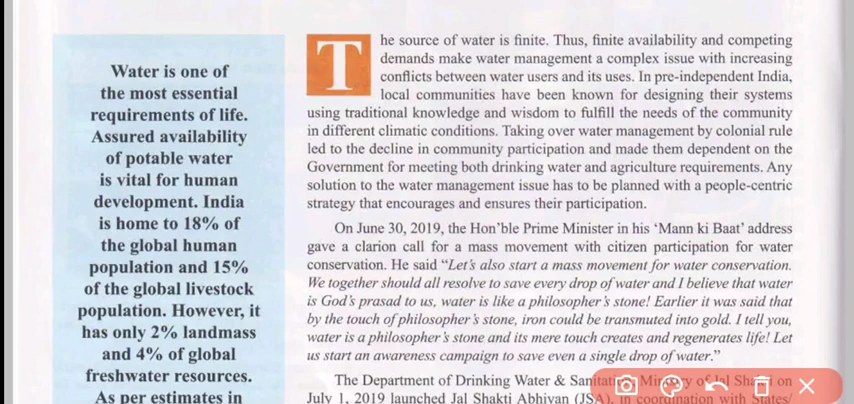 Water is one of
the most essential
requirements of life.
Assured availability
of potable water
is vital for human
development. India
is home to 18% of
the global human
population and 15%
of the global livestock
population. However, it
has only 2% landmass
and 4% of global
freshwater resources.
As per estimates in
The source of water is finite. Thus, finite availability and competing
demands make water management a complex issue with increasing
conflicts between water users and its uses. In pre-independent India,
local communities have been known for designing their systems
using traditional knowledge and wisdom to fulfill the needs of the community
in different climatic conditions. Taking over water management by colonial rule
led to the decline in community participation and made them dependent on the
Government for meeting both drinking water and agriculture requirements. Any
solution to the water management issue has to be planned with a people-centric
strategy that encourages and ensures their participation.
On June 30, 2019, the Hon'ble Prime Minister in his 'Mann ki Baat' address
gave a clarion call for a mass movement with citizen participation for water
conservation. He said "Let's also start a mass movement for water conservation.
We together should all resolve to save every drop of water and I believe that water
is God's prasad to us, water is like a philosopher's stone! Earlier it was said that
by the touch of philosopher's stone, iron could be transmuted into gold. I tell you,
water is a philosopher's stone and its mere touch creates and regenerates life! Let
us start an awareness campaign to save even a single drop of water."
The Department of Drinking Water & Sanitation, Ministry of Jal Shakti on
July 1, 2019 launched Jal Shakti Abhiyan (JSA), in coordination with States/